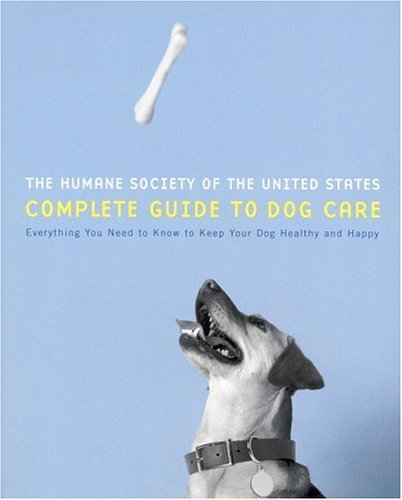 THE HUMANE SOCIETY OF THE UNITED STATES
COMPLETE GUIDE TO DOG CARE
Everything You Need to Know to Keep Your Dog Healthy and Happy